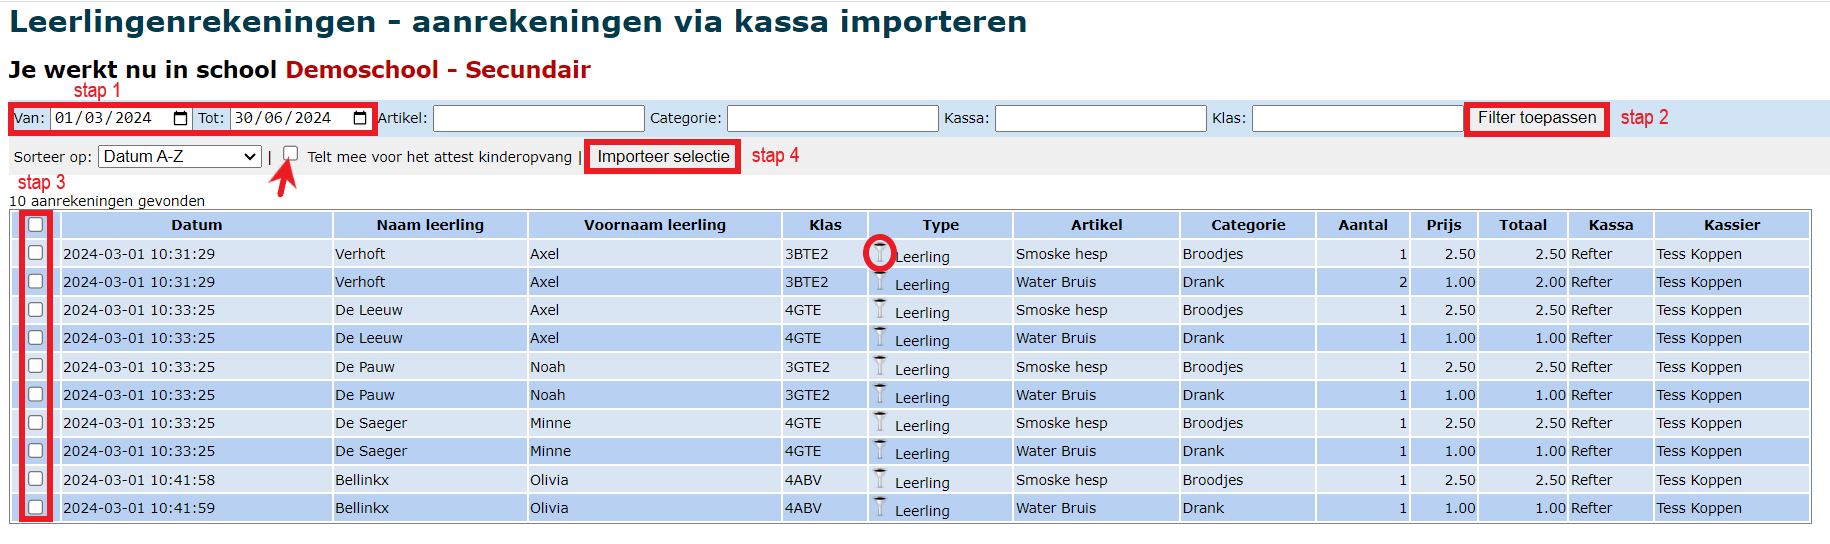 Leerlingenrekeningen - aanrekeningen via kassa importeren
Je werkt nu in school Demoschool - Secundair
stap 1
Van: 01/03/2024 Tot: 30/06/2024 Artikel: Categorie: Kassa: Klas: Filter toepassen stap 2
Sorteer op: Datum A-Z | Telt mee voor het attest kinderopvang | Importeer selectie stap 4
stap 3
10 aanrekeningen gevonden
Datum Naam leerling Voornaam leerling Klas Type Artikel Categorie Aantal Prijs Totaal Kassa Kassier
2024-03-01 10:31:29 Verhoft Axel 3BTE2 Leerling Smoske hesp Broodjes 1 2.50 2.50 Refter Tess Koppen
2024-03-01 10:31:29 Verhoft Axel 3BTE2 Leerling Water Bruis Drank 2 1.00 2.00 Refter Tess Koppen
2024-03-01 10:33:25 De Leeuw Axel 4GTE Leerling Smoske hesp Broodjes 1 2.50 2.50 Refter Tess Koppen
2024-03-01 10:33:25 De Leeuw Axel 4GTE Leerling Water Bruis Drank 1 1.00 1.00 Refter Tess Koppen
2024-03-01 10:33:25 De Pauw Noah 3GTE2 Leerling Smoske hesp Broodjes 1 2.50 2.50 Refter Tess Koppen
2024-03-01 10:33:25 De Pauw Noah 3GTE2 Leerling Water Bruis Drank 1 1.00 1.00 Refter Tess Koppen
2024-03-01 10:33:25 De Saeger Minne 4GTE Leerling Smoske hesp Broodjes 1 2.50 2.50 Refter Tess Koppen
2024-03-01 10:33:25 De Saeger Minne 4GTE Leerling Water Bruis Drank 1 1.00 1.00 Refter Tess Koppen
2024-03-01 10:41:58 Bellinkx Olivia 4ABV Leerling Smoske hesp Broodjes 1 2.50 2.50 Refter Tess Koppen
2024-03-01 10:41:59 Bellinkx Olivia 4ABV Leerling Water Bruis Drank 1 1.00 1.00 Refter Tess Koppen